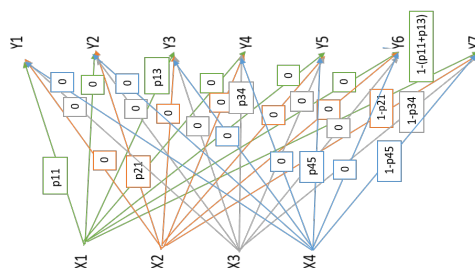 Y1 Y2 Y3 Y4 Y5 Y6 Y7
1-(p11+p13)
0 0 p13 0 0 0
0 0 0 p34 0 0 1-p21 1-p34
0 0 0 0 0
0 0 p45 0 1-p45
p11 p21
X1 X2 X3 X4